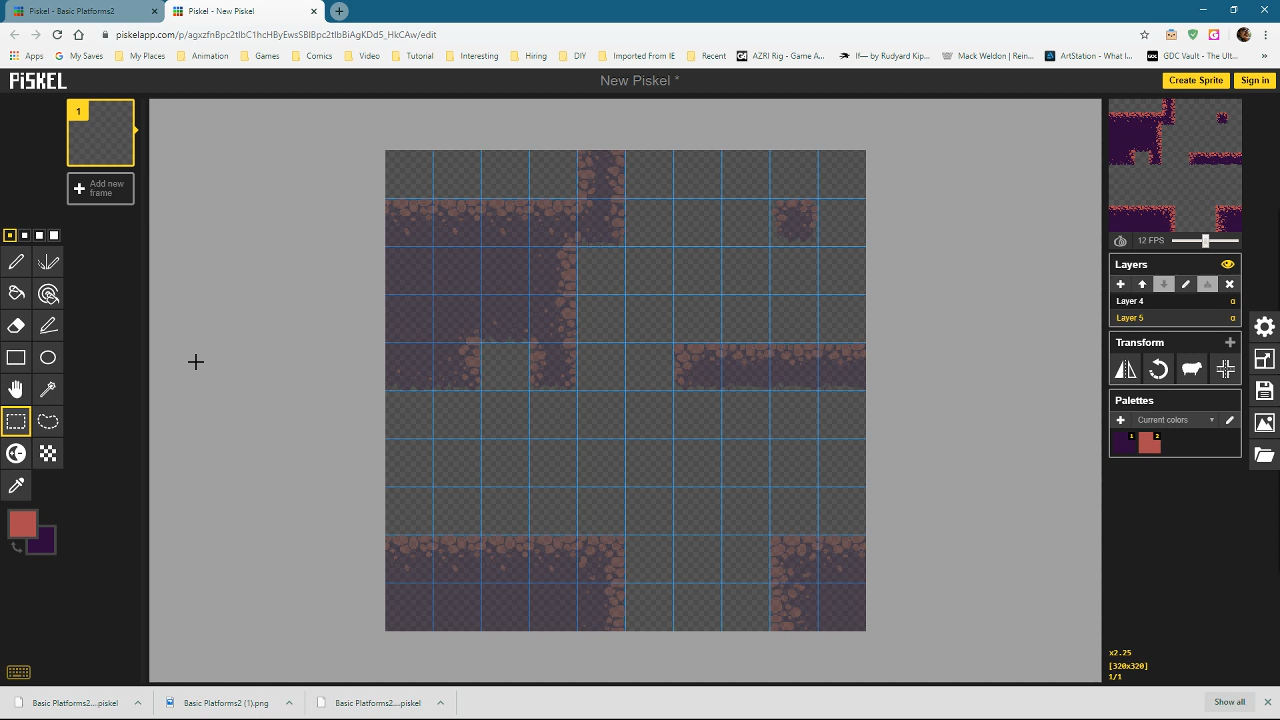 Piskel - Basic Platforms2
Piskel - New Piskel
piskelapp.com/p/agxzfnBpc2tlbC1hcHByEwsSBlBpc2tlbBiAgKDd5_HkCAw/edit
Apps
My Saves
My Places
Animation
Games
Comics
Video
Tutorial
Interesting
Hiring
DIY
Imported From IE
Recent
AZRI Rig - Game A...
If— by Rudyard Kip...
Mack Weldon | Rein...
ArtStation - What I...
GDC Vault - The Ult...
PISKEL
New Piskel *
Create Sprite
Sign in
1
Add new
frame
12 FPS
Layers
Layer 4 α
Layer 5 α
Transform
Palettes
Current colors
1 2
x2.25
[320x320]
1/1
Basic Platforms2....piskel
Basic Platforms2 (1).png
Basic Platforms2....piskel
Show all